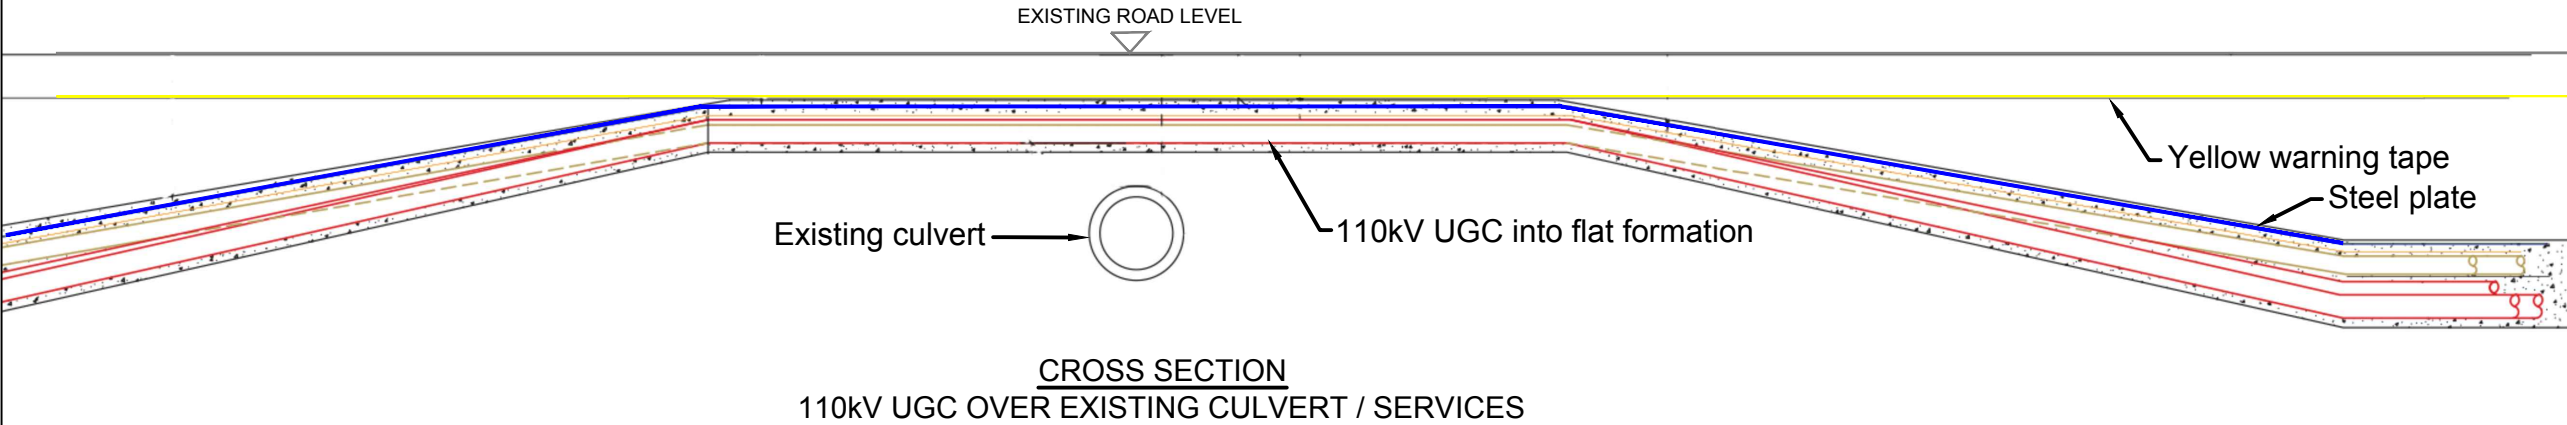 EXISTING ROAD LEVEL
Yellow warning tape
Steel plate
Existing culvert
110kV UGC into flat formation
CROSS SECTION
110kV UGC OVER EXISTING CULVERT / SERVICES